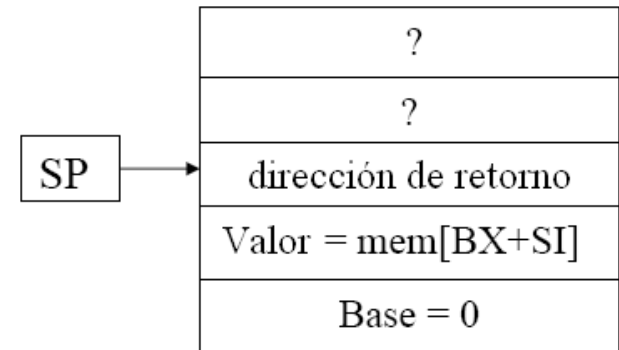 ?
?
SP
dirección de retorno
Valor = mem[BX+SI]
Base = 0